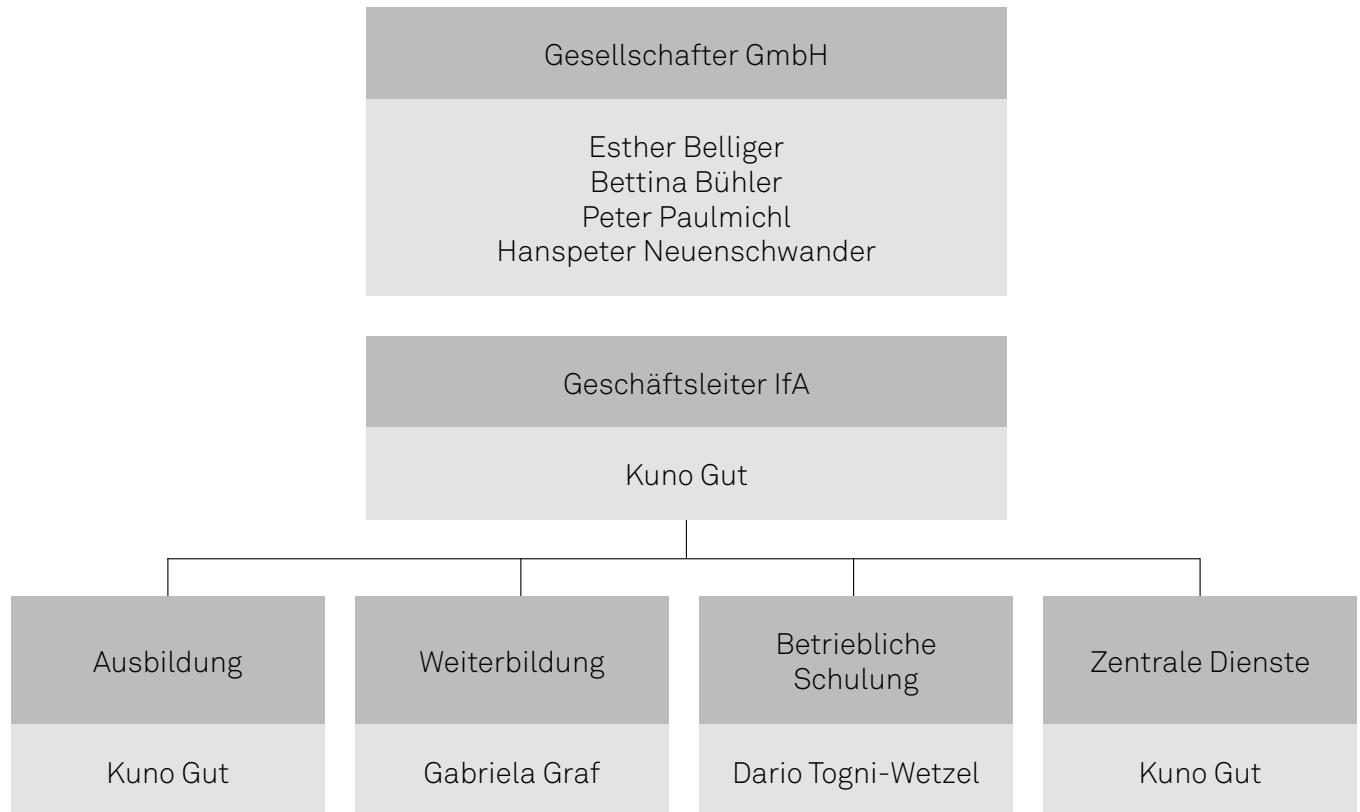 Gesellschafter GmbH
Esther Belliger
Bettina Bühler
Peter Paulmichl
Hanspeter Neuenschwander
Geschäftsleiter IfA
Kuno Gut
Ausbildung
Kuno Gut
Weiterbildung
Gabriela Graf
Betriebliche
Schulung
Dario Togni-Wetzel
Zentrale Dienste
Kuno Gut